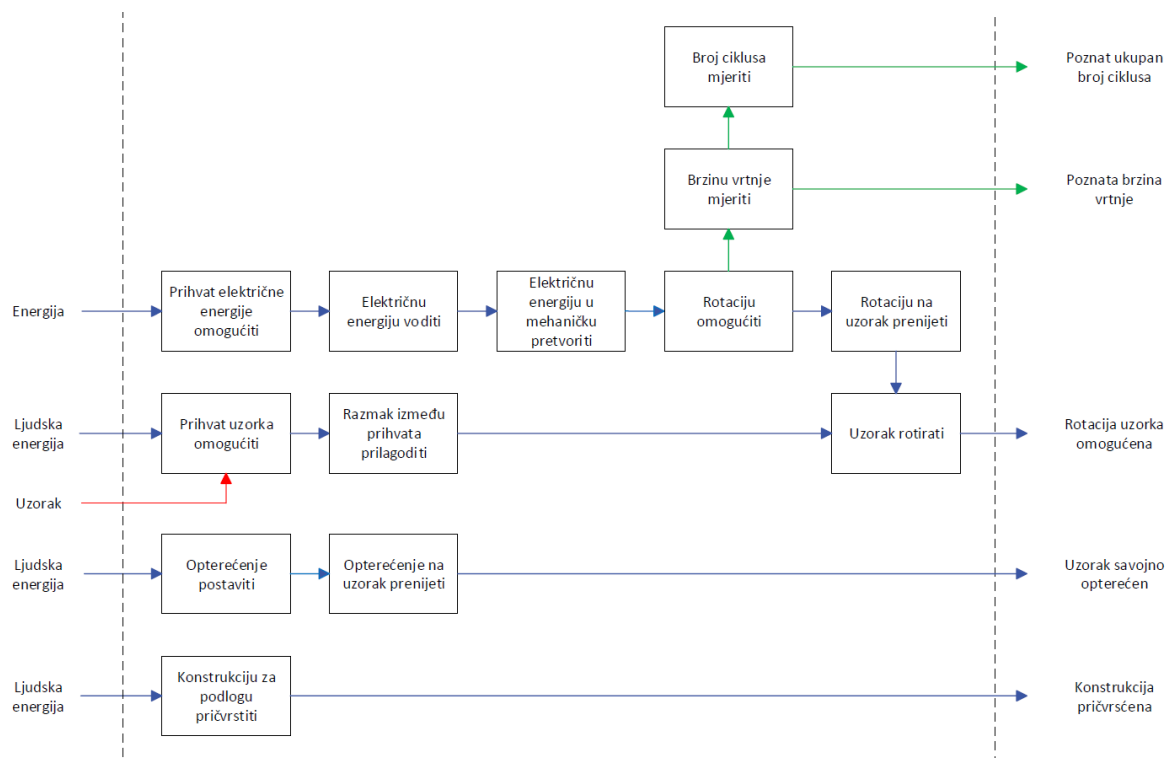 Broj ciklusa
mjeriti
Poznat ukupan
broj ciklusa
Brzinu vrtnje
mjeriti
Poznata brzina
vrtnje
Energija
Prihvat električne
energije
omogućiti
Električnu
energiju voditi
Električnu
energiju u
mehaničku
pretvoriti
Rotaciju
omogućiti
Rotaciju na
uzorak prenijeti
Ljudska
energija
Prihvat uzorka
omogućiti
Razmak između
prihvata
prilagoditi
Uzorak rotirati
Rotacija uzorka
omogućena
Uzorak
Ljudska
energija
Opterećenje
postaviti
Opterećenje na
uzorak prenijeti
Uzorak savojno
opterećen
Ljudska
energija
Konstrukciju za
podlogu
pričvrstiti
Konstrukcija
pričvršćena